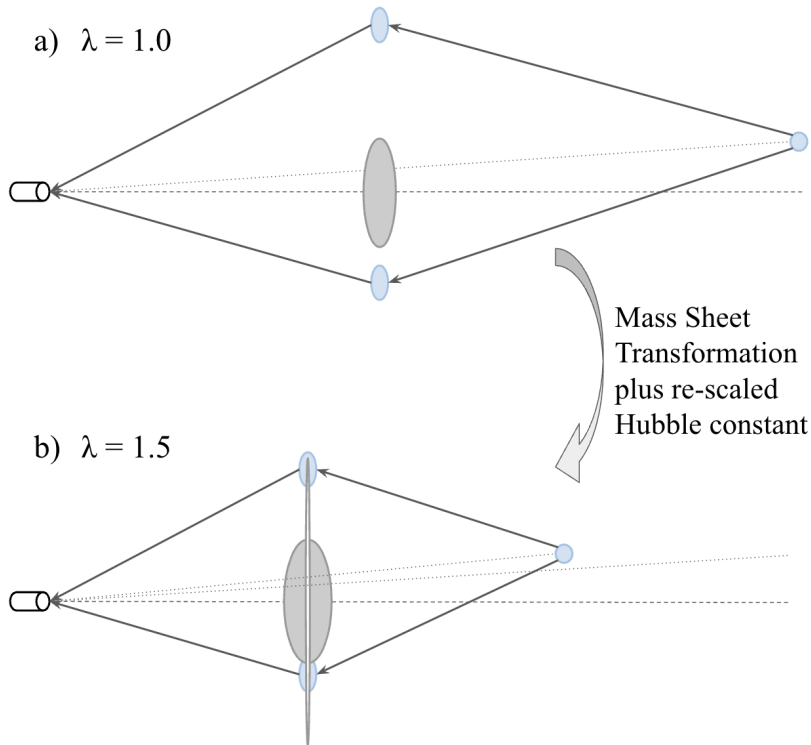 a) λ = 1.0
Mass Sheet
Transformation
plus re-scaled
Hubble constant
b) λ = 1.5